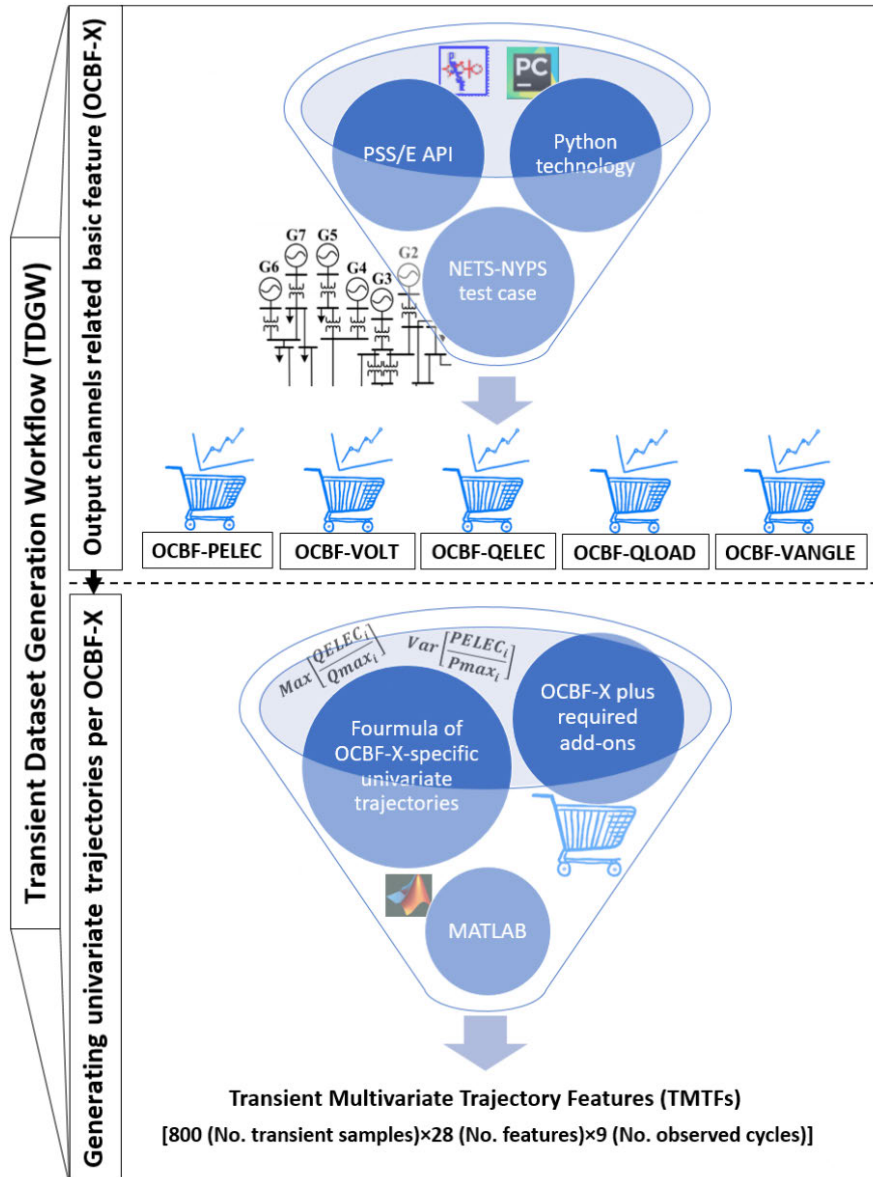 Transient Dataset Generation Workflow (TDGW)
Output channels related basic feature (OCBF-X)
PC
PSS/E API
Python
technology
NETS-NYPS
test case
G7
G5
G6
G4
G2
G3
OCBF-PELEC
OCBF-VOLT
OCBF-QELEC
OCBF-QLOAD
OCBF-VANGLE
Generating univariate trajectories per OCBF-X
Max[QELECi/Qmaxi]
Var[PELECi/Pmaxi]
Fourmula of
OCBF-X-specific
univariate
trajectories
OCBF-X plus
required
add-ons
MATLAB
Transient Multivariate Trajectory Features (TMTFs)
[800 (No. transient samples)×28 (No. features)×9 (No. observed cycles)]